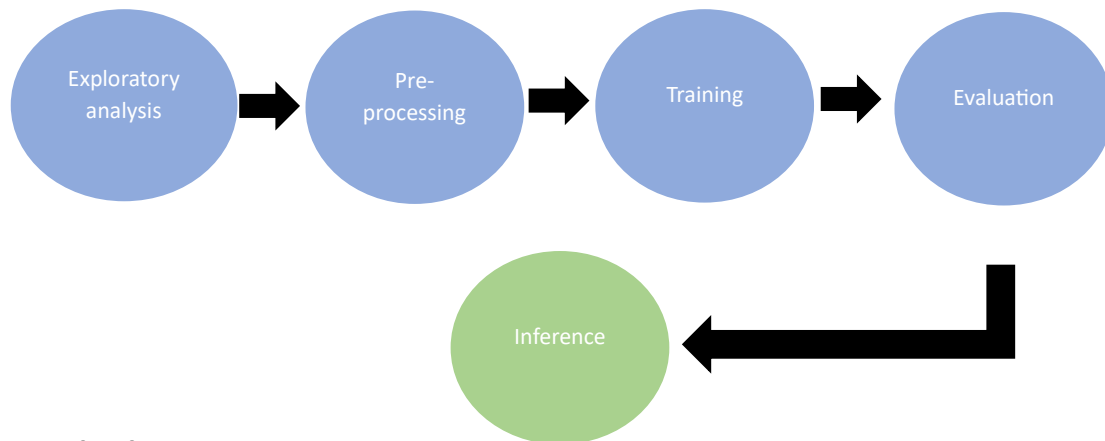 Exploratory
analysis
Pre-
processing
Training
Evaluation
Inference